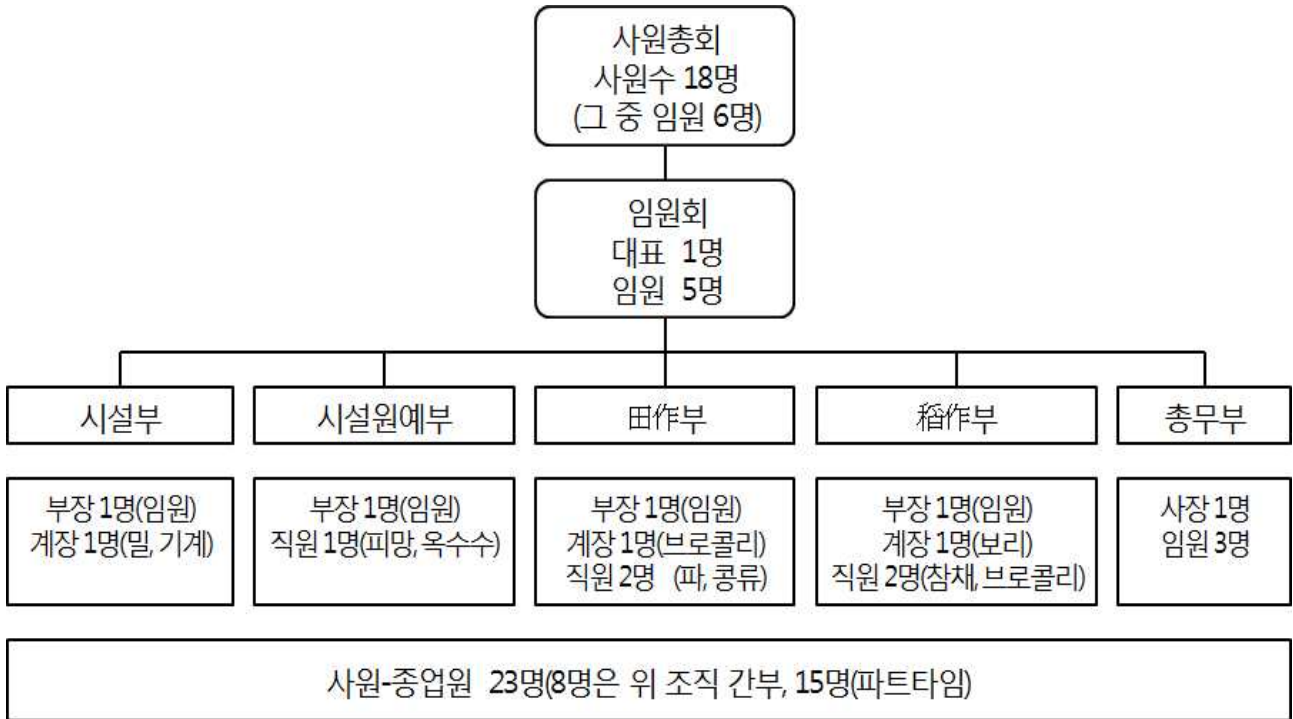 사원총회
사원수 18명
(그 중 임원 6명)
임원회
대표 1명
임원 5명
시설부
시설원예부
田作부
稻作부
총무부
부장 1명(임원)
계장 1명(밀, 기계)
부장 1명(임원)
직원 1명(피망, 옥수수)
부장 1명(임원)
계장 1명(브로콜리)
직원 2명 (파, 콩류)
부장 1명(임원)
계장 1명(보리)
직원 2명(참채, 브로콜리)
사장 1명
임원 3명
사원-종업원 23명(8명은 위 조직 간부, 15명(파트타임)